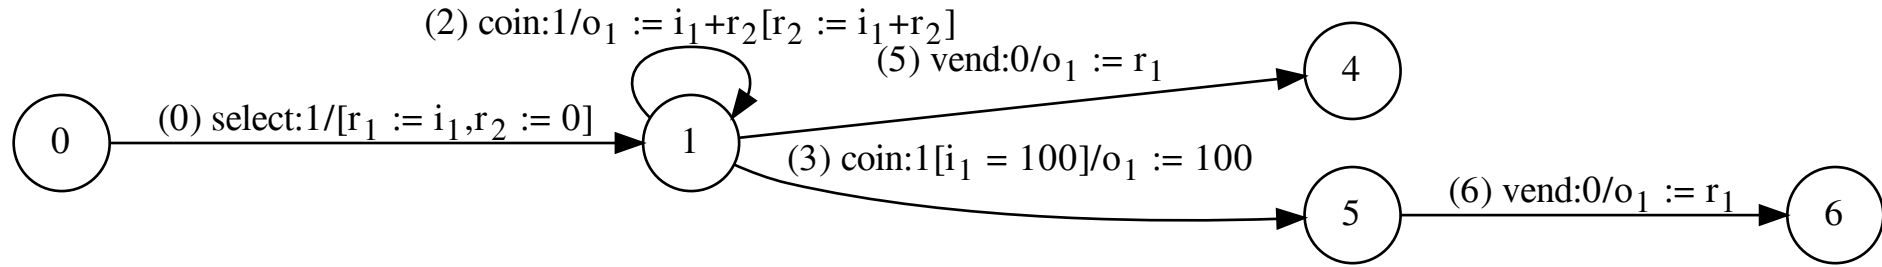 (2) coin:1/o₁ := i₁+r₂[r₂ := i₁+r₂]
(5) vend:0/o₁ := r₁
4
0
(0) select:1/[r₁ := i₁,r₂ := 0]
1
(3) coin:1[i₁ = 100]/o₁ := 100
5
(6) vend:0/o₁ := r₁
6